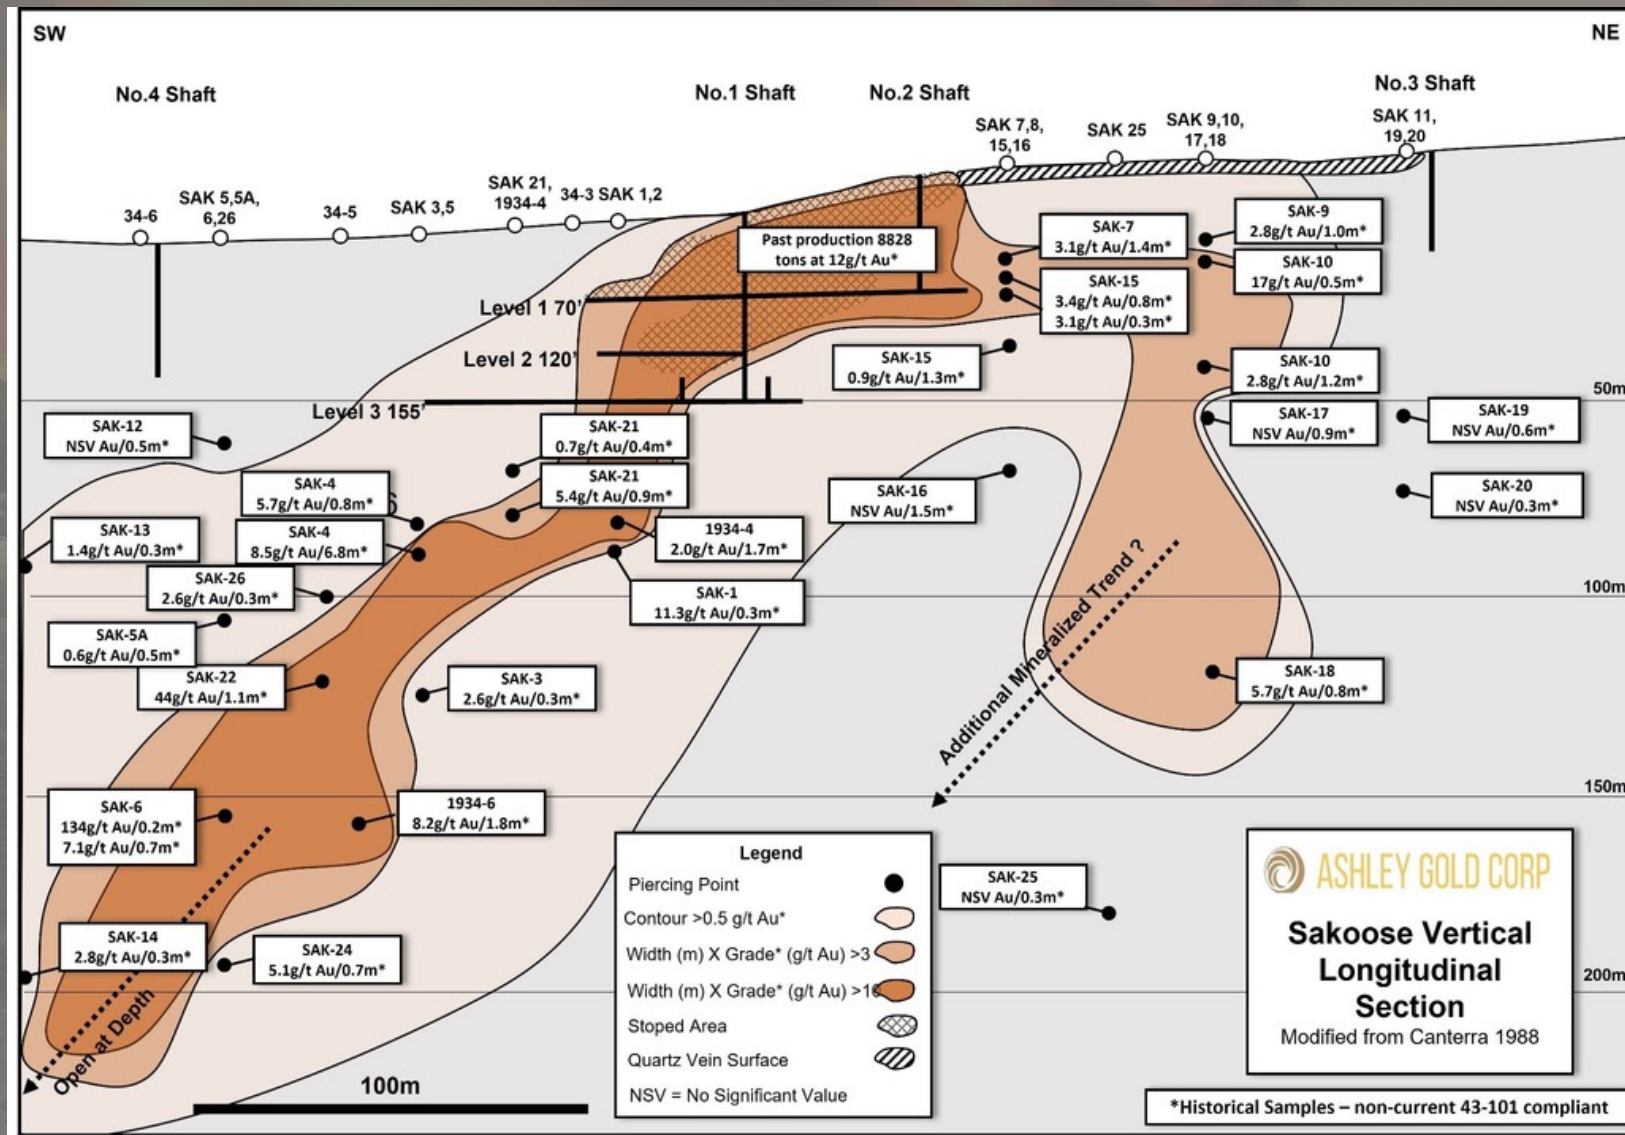 SW
NE
No.4 Shaft
No.1 Shaft
No.2 Shaft
No.3 Shaft
34-6
SAK 5,5A,
6,26
34-5
SAK 3,5
SAK 21,
1934-4
34-3
SAK 1,2
SAK 7,8,
15,16
SAK 25
SAK 9,10,
17,18
SAK 11,
19,20
Past production 8828
tons at 12g/t Au*
SAK-7
3.1g/t Au/1.4m*
SAK-9
2.8g/t Au/1.0m*
SAK-10
17g/t Au/0.5m*
SAK-15
3.4g/t Au/0.8m*
3.1g/t Au/0.3m*
Level 1 70'
Level 2 120'
Level 3 155'
SAK-15
0.9g/t Au/1.3m*
SAK-10
2.8g/t Au/1.2m*
50m
SAK-12
NSV Au/0.5m*
SAK-21
0.7g/t Au/0.4m*
SAK-17
NSV Au/0.9m*
SAK-19
NSV Au/0.6m*
SAK-4
5.7g/t Au/0.8m*
SAK-21
5.4g/t Au/0.9m*
SAK-16
NSV Au/1.5m*
SAK-20
NSV Au/0.3m*
SAK-13
1.4g/t Au/0.3m*
SAK-4
8.5g/t Au/6.8m*
1934-4
2.0g/t Au/1.7m*
SAK-26
2.6g/t Au/0.3m*
SAK-1
11.3g/t Au/0.3m*
100m
Additional Mineralized Trend ?
SAK-5A
0.6g/t Au/0.5m*
SAK-22
44g/t Au/1.1m*
SAK-3
2.6g/t Au/0.3m*
SAK-18
5.7g/t Au/0.8m*
150m
SAK-6
134g/t Au/0.2m*
7.1g/t Au/0.7m*
1934-6
8.2g/t Au/1.8m*
SAK-25
NSV Au/0.3m*
SAK-14
2.8g/t Au/0.3m*
SAK-24
5.1g/t Au/0.7m*
200m
Open at Depth
100m
Legend
Piercing Point
Contour >0.5 g/t Au*
Width (m) X Grade* (g/t Au) >3
Width (m) X Grade* (g/t Au) >10
Stoped Area
Quartz Vein Surface
NSV = No Significant Value
ASHLEY GOLD CORP
Sakoose Vertical
Longitudinal
Section
Modified from Canterra 1988
*Historical Samples – non-current 43-101 compliant